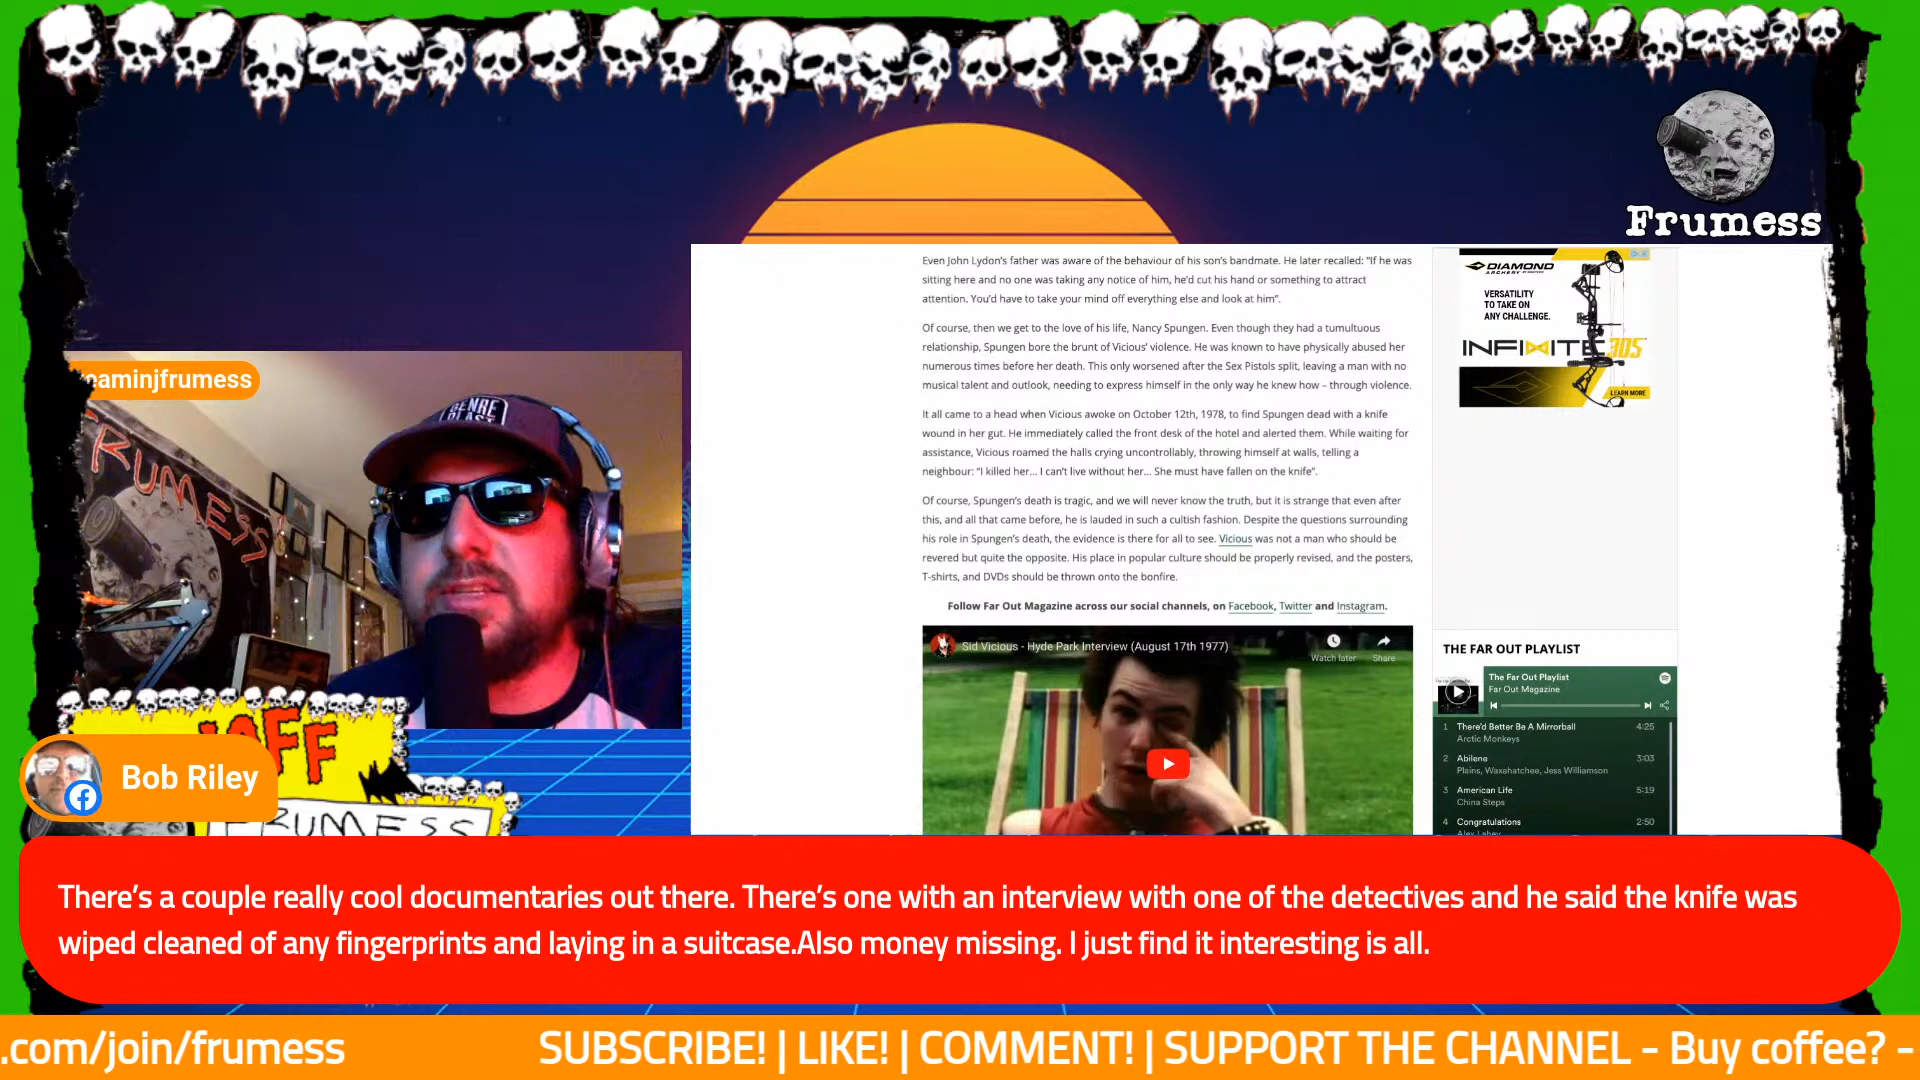 Frumess
Even John Lydon's father was aware of the behaviour of his son's bandmate. He later recalled: "If he was
sitting here and no one was taking any notice of him, he'd cut his hand or something to attract
attention. You'd have to take your mind off everything else and look at him".
Of course, then we get to the love of his life, Nancy Spungen. Even though they had a tumultuous
relationship, Spungen bore the brunt of Vicious' violence. He was known to have physically abused her
numerous times before her death. This only worsened after the Sex Pistols split, leaving a man with no
musical talent and outlook, needing to express himself in the only way he knew how – through violence.
It all came to a head when Vicious awoke on October 12th, 1978, to find Spungen dead with a knife
wound in her gut. He immediately called the front desk of the hotel and alerted them. While waiting for
assistance, Vicious roamed the halls crying uncontrollably, throwing himself at walls, telling a
neighbour: "I killed her... I can't live without her... She must have fallen on the knife".
Of course, Spungen's death is tragic, and we will never know the truth, but it is strange that even after
this, and all that came before, he is lauded in such a cultish fashion. Despite the questions surrounding
his role in Spungen's death, the evidence is there for all to see. Vicious was not a man who should be
revered but quite the opposite. His place in popular culture should be properly revised, and the posters,
T-shirts, and DVDs should be thrown onto the bonfire.
Follow Far Out Magazine across our social channels, on Facebook, Twitter and Instagram.
Sid Vicious - Hyde Park Interview (August 17th 1977)
Watch later
Share
DIAMOND
ARCHERY
VERSATILITY
TO TAKE ON
ANY CHALLENGE.
INFINITE 305
LEARN MORE
THE FAR OUT PLAYLIST
The Far Out Playlist
Far Out Magazine
1 There'd Better Be A Mirrorball 4:25
Arctic Monkeys
2 Abilene 3:03
Plains, Waxahatchee, Jess Williamson
3 American Life 5:19
China Steps
4 Congratulations 2:50
Alex Lahey
eaminjfrumess
GENRE
FRUMESS
FRUMESS
Bob Riley
There's a couple really cool documentaries out there. There's one with an interview with one of the detectives and he said the knife was
wiped cleaned of any fingerprints and laying in a suitcase.Also money missing. I just find it interesting is all.
.com/join/frumess SUBSCRIBE! | LIKE! | COMMENT! | SUPPORT THE CHANNEL - Buy coffee? -